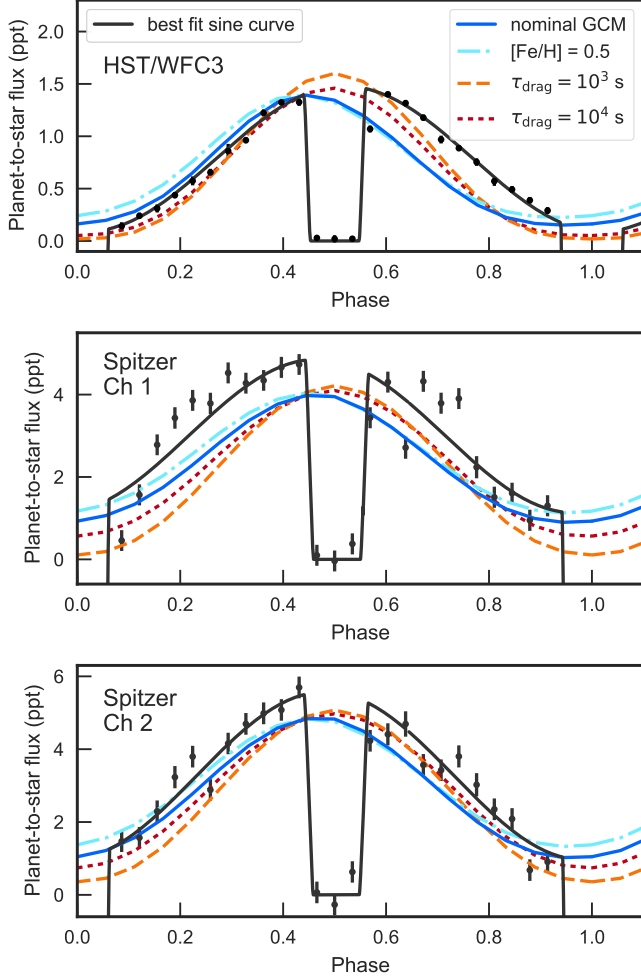 best fit sine curve
HST/WFC3
nominal GCM
[Fe/H] = 0.5
τdrag = 10³ s
τdrag = 10⁴ s
Planet-to-star flux (ppt)
2.0
1.5
1.0
0.5
0.0
0.0 0.2 0.4 0.6 0.8 1.0
Phase
Spitzer
Ch 1
Planet-to-star flux (ppt)
4
2
0
0.0 0.2 0.4 0.6 0.8 1.0
Phase
Spitzer
Ch 2
Planet-to-star flux (ppt)
6
4
2
0
0.0 0.2 0.4 0.6 0.8 1.0
Phase